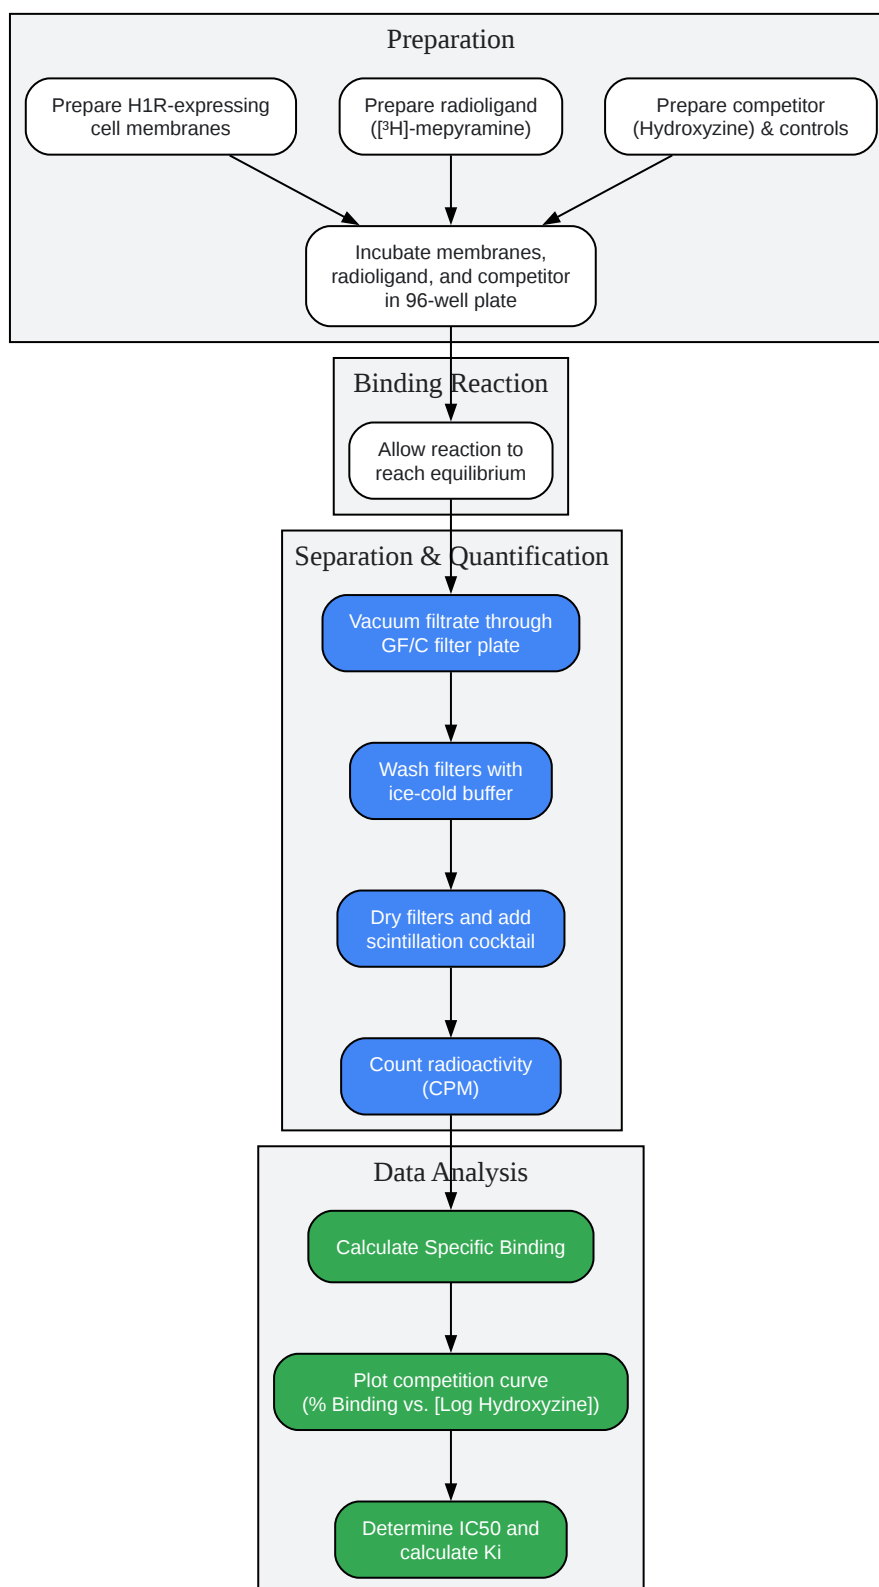 Preparation
Prepare H1R-expressing
cell membranes
Prepare radioligand
([³H]-mepyramine)
Prepare competitor
(Hydroxyzine) & controls
Incubate membranes,
radioligand, and competitor
in 96-well plate
Binding Reaction
Allow reaction to
reach equilibrium
Separation & Quantification
Vacuum filtrate through
GF/C filter plate
Wash filters with
ice-cold buffer
Dry filters and add
scintillation cocktail
Count radioactivity
(CPM)
Data Analysis
Calculate Specific Binding
Plot competition curve
(% Binding vs. [Log Hydroxyzine])
Determine IC50 and
calculate Ki